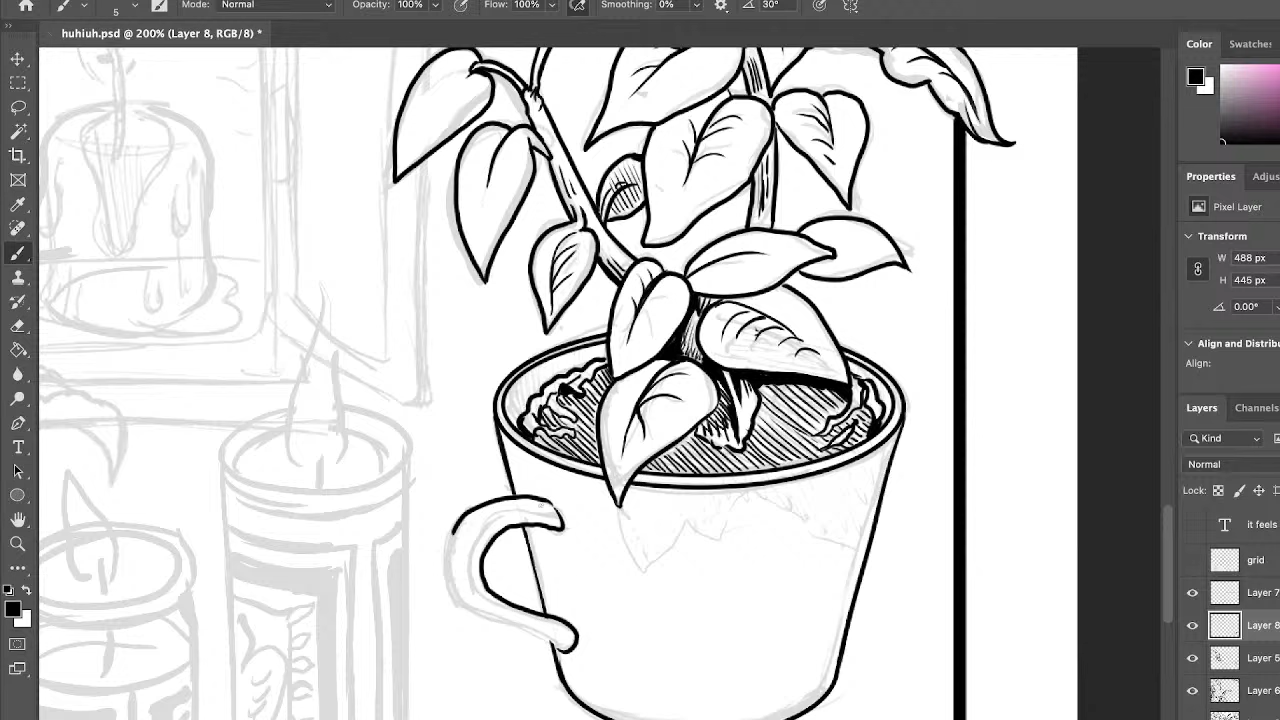 5 Mode: Normal Opacity: 100% Flow: 100% Smoothing: 0% 30°
huhiuh.psd @ 200% (Layer 8, RGB/8) *
Color Swatches
Properties Adjus
Pixel Layer
Transform
W 488 px
H 445 px
0.00°
Align and Distribu
Align:
Layers Channels
Kind
Normal
Lock:
T it feels
grid
Layer 7
Layer 8
Layer 5
Layer 6